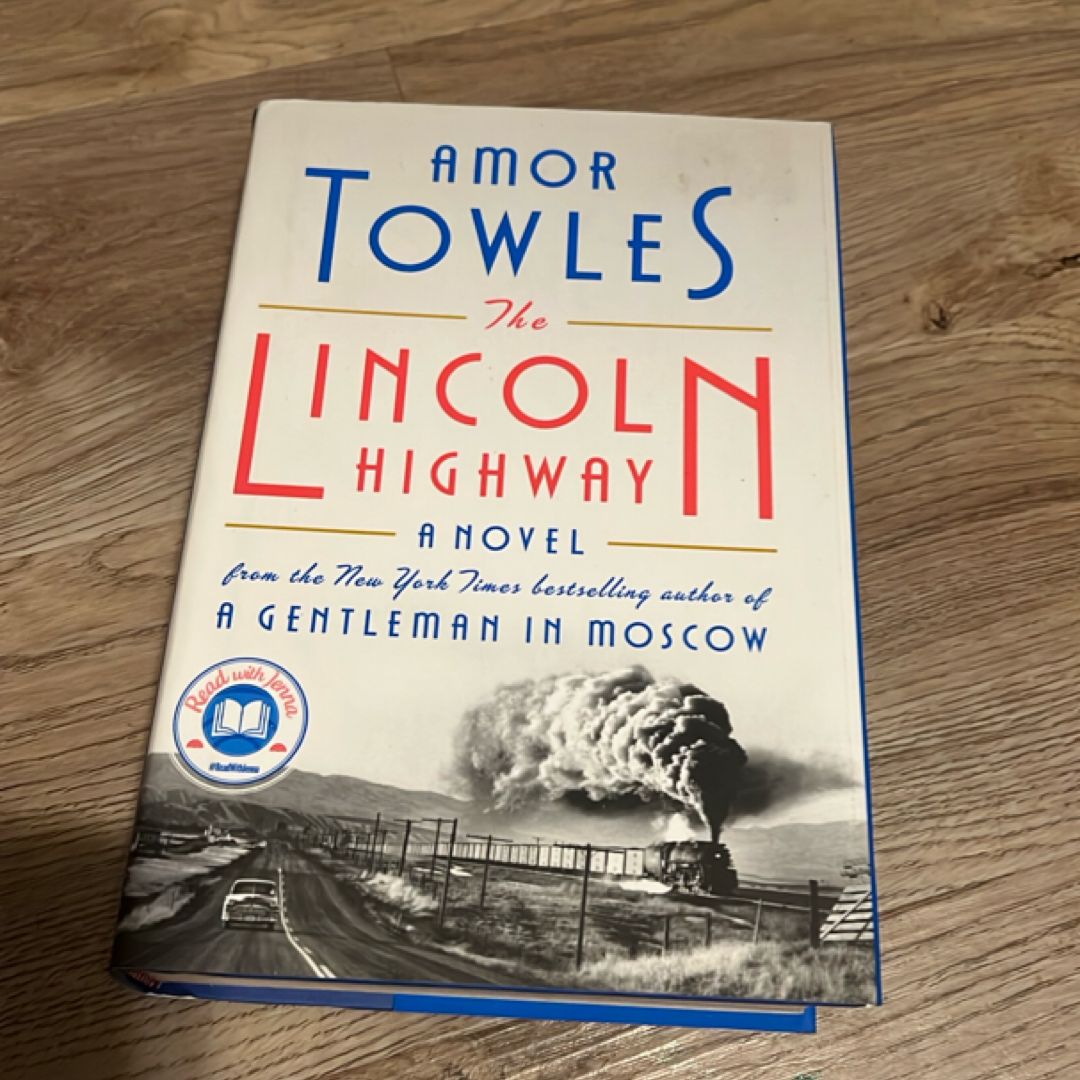 AMOR
TOWLES
The
LINCOLN
HIGHWAY
A NOVEL
from the New York Times bestselling author of
A GENTLEMAN IN MOSCOW
Read with Jenna
#ReadWithJenna